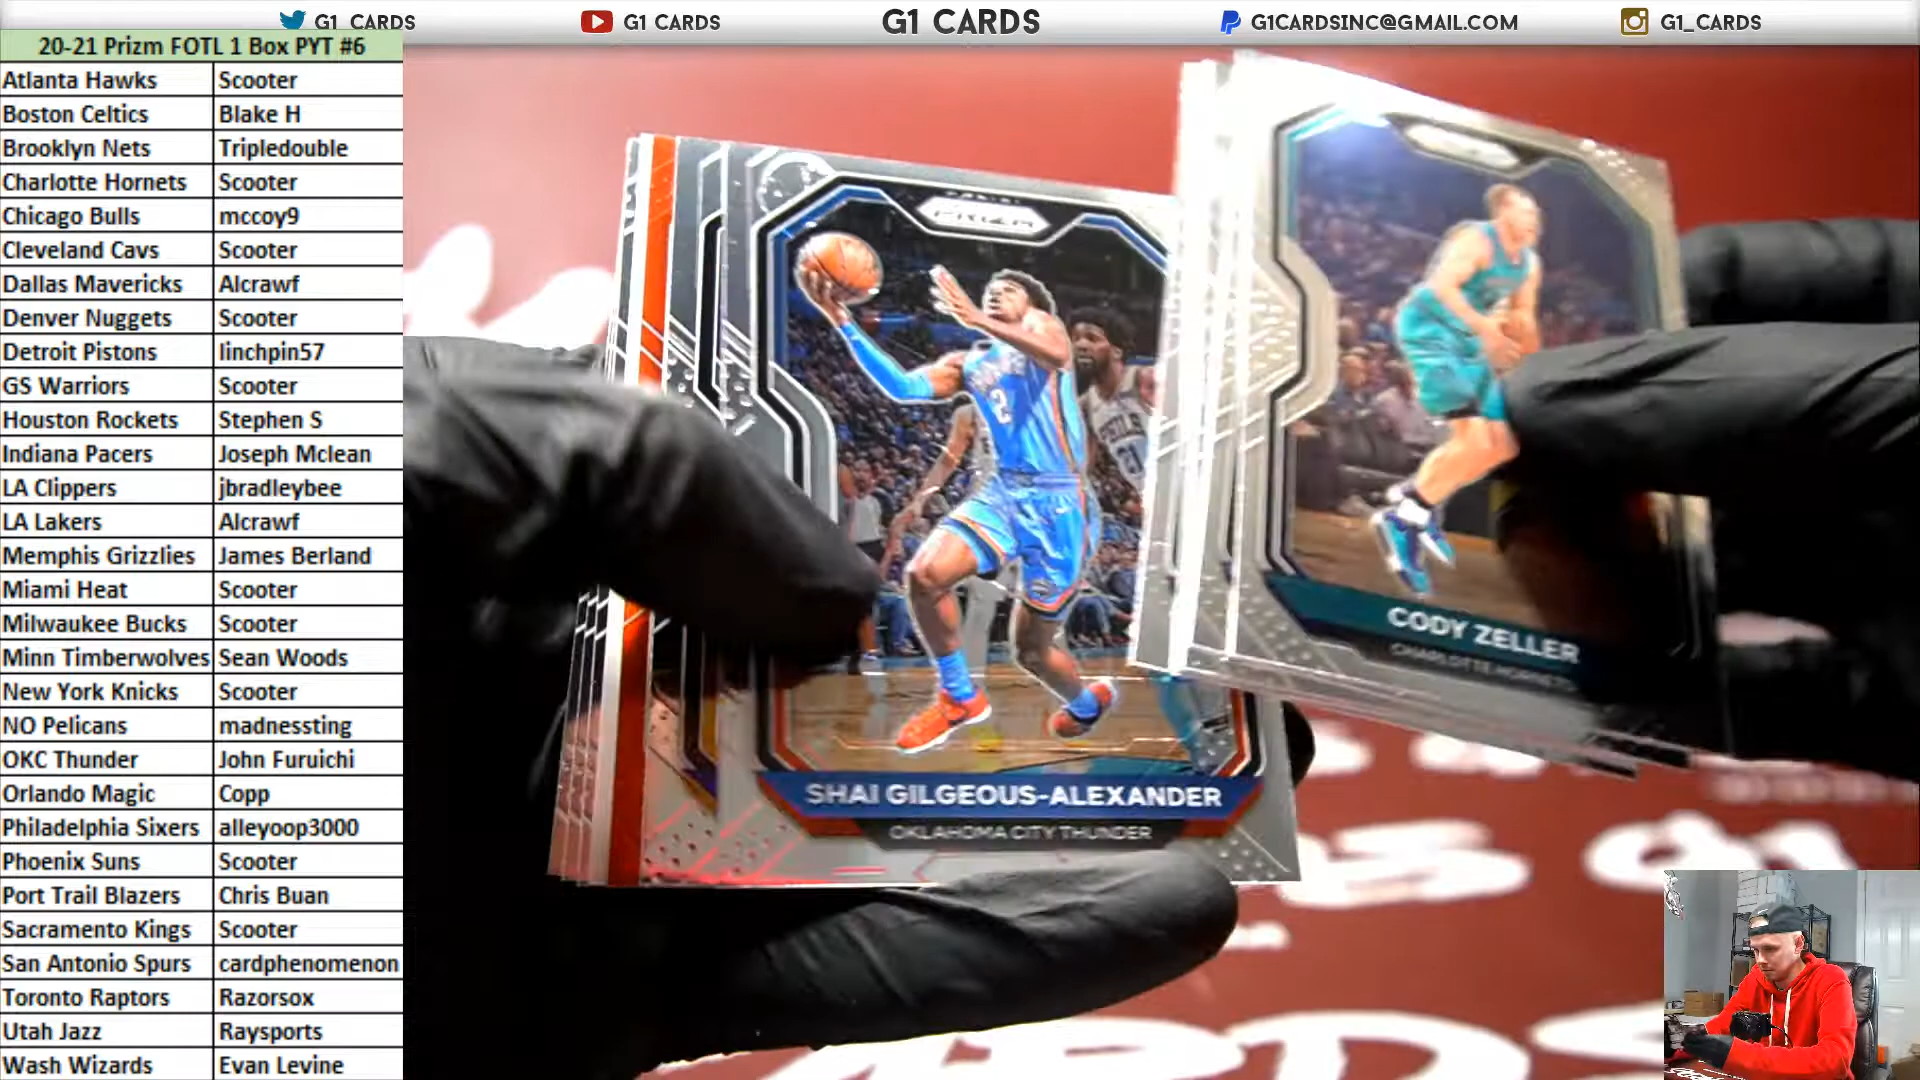 G1_CARDS
G1 CARDS
G1 CARDS
G1CARDSINC@GMAIL.COM
G1_CARDS
20-21 Prizm FOTL 1 Box PYT #6
Atlanta Hawks Scooter
Boston Celtics Blake H
Brooklyn Nets Tripledouble
Charlotte Hornets Scooter
Chicago Bulls mccoy9
Cleveland Cavs Scooter
Dallas Mavericks Alcrawf
Denver Nuggets Scooter
Detroit Pistons linchpin57
GS Warriors Scooter
Houston Rockets Stephen S
Indiana Pacers Joseph Mclean
LA Clippers jbradleybee
LA Lakers Alcrawf
Memphis Grizzlies James Berland
Miami Heat Scooter
Milwaukee Bucks Scooter
Minn Timberwolves Sean Woods
New York Knicks Scooter
NO Pelicans madnessting
OKC Thunder John Furuichi
Orlando Magic Copp
Philadelphia Sixers alleyoop3000
Phoenix Suns Scooter
Port Trail Blazers Chris Buan
Sacramento Kings Scooter
San Antonio Spurs cardphenomenon
Toronto Raptors Razorsox
Utah Jazz Raysports
Wash Wizards Evan Levine
PANINI
PRIZM
2
SHAI GILGEOUS-ALEXANDER
OKLAHOMA CITY THUNDER
CODY ZELLER
CHARLOTTE HORNETS